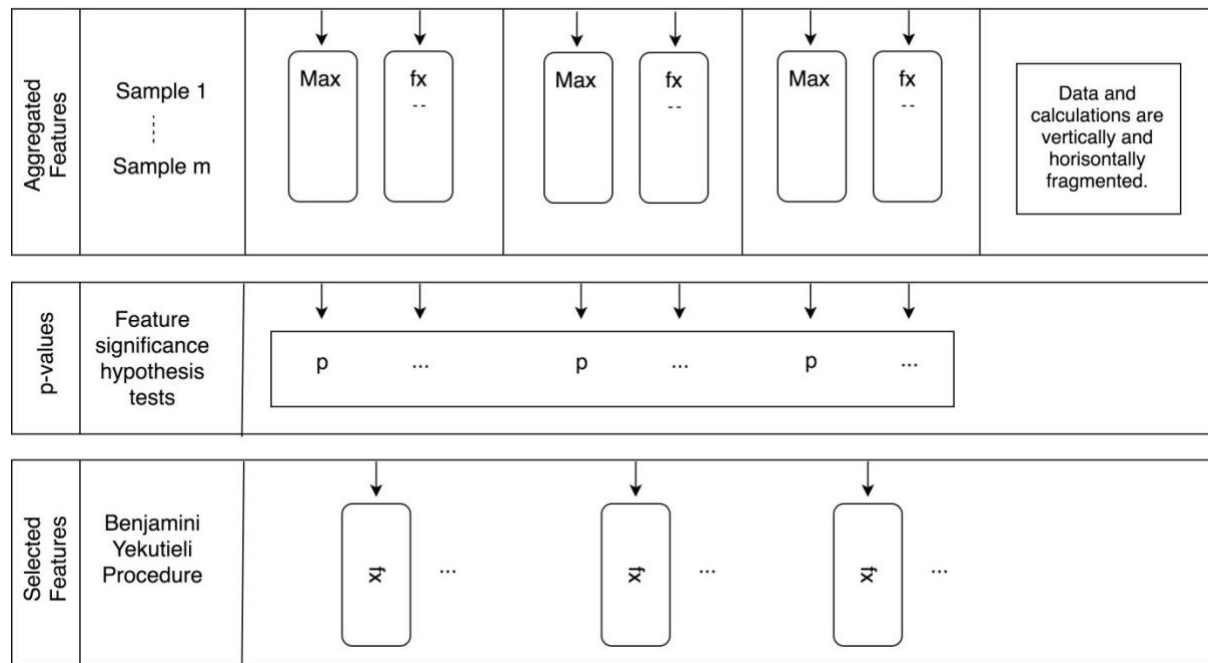 Aggregated
Features
Sample 1
Sample m
Max
fx
--
Max
fx
--
Max
fx
--
Data and
calculations are
vertically and
horisontally
fragmented.
p-values
Feature
significance
hypothesis
tests
p ... p ... p ...
Selected
Features
Benjamini
Yekutieli
Procedure
fx ... fx ... fx ...